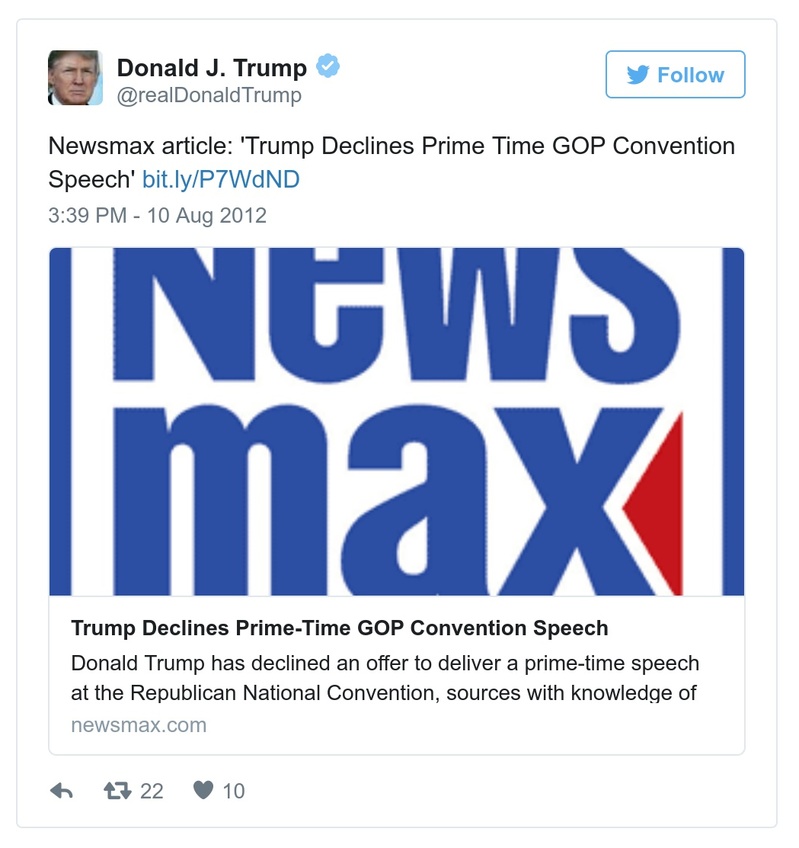 Donald J. Trump
@realDonaldTrump
Follow
Newsmax article: 'Trump Declines Prime Time GOP Convention
Speech' bit.ly/P7WdND
3:39 PM - 10 Aug 2012
News
max
Trump Declines Prime-Time GOP Convention Speech
Donald Trump has declined an offer to deliver a prime-time speech
at the Republican National Convention, sources with knowledge of
newsmax.com
22
10